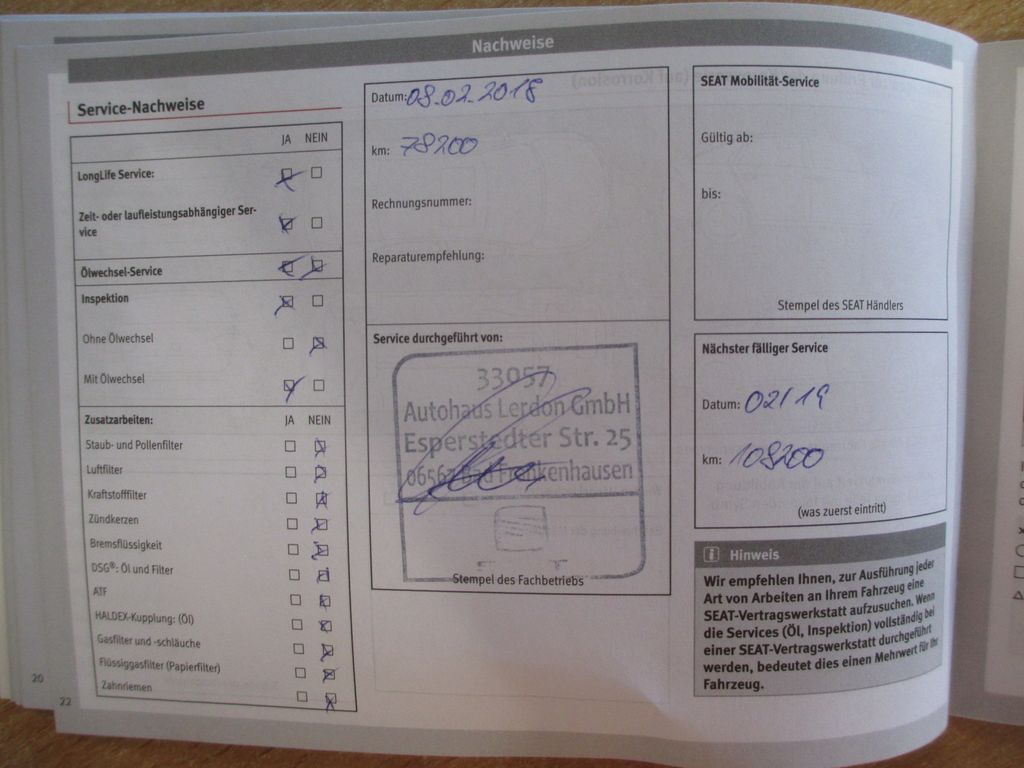 Nachweise
Service-Nachweise
JA NEIN
LongLife Service:
Zeit- oder laufleistungsabhängiger Ser-
vice
Ölwechsel-Service
Inspektion
Ohne Ölwechsel
Mit Ölwechsel
Zusatzarbeiten: JA NEIN
Staub- und Pollenfilter
Luftfilter
Kraftstofffilter
Zündkerzen
Bremsflüssigkeit
DSG®: Öl und Filter
ATF
HALDEX-Kupplung: (Öl)
Gasfilter und -schläuche
Flüssiggasfilter (Papierfilter)
Zahnriemen
20
22
Datum: 08.02.2018
km: 78200
Rechnungsnummer:
Reparaturempfehlung:
Service durchgeführt von:
33057
Autohaus Lerdon GmbH
Esperstedter Str. 25
06567 Bad Frankenhausen
Stempel des Fachbetriebs
SEAT Mobilität-Service
Gültig ab:
bis:
Stempel des SEAT Händlers
Nächster fälliger Service
Datum: 02/19
km: 108200
(was zuerst eintritt)
i Hinweis
Wir empfehlen Ihnen, zur Ausführung jeder
Art von Arbeiten an Ihrem Fahrzeug eine
SEAT-Vertragswerkstatt aufzusuchen. Wenn
die Services (Öl, Inspektion) vollständig bei
einer SEAT-Vertragswerkstatt durchgeführt
werden, bedeutet dies einen Mehrwert für Ihr
Fahrzeug.